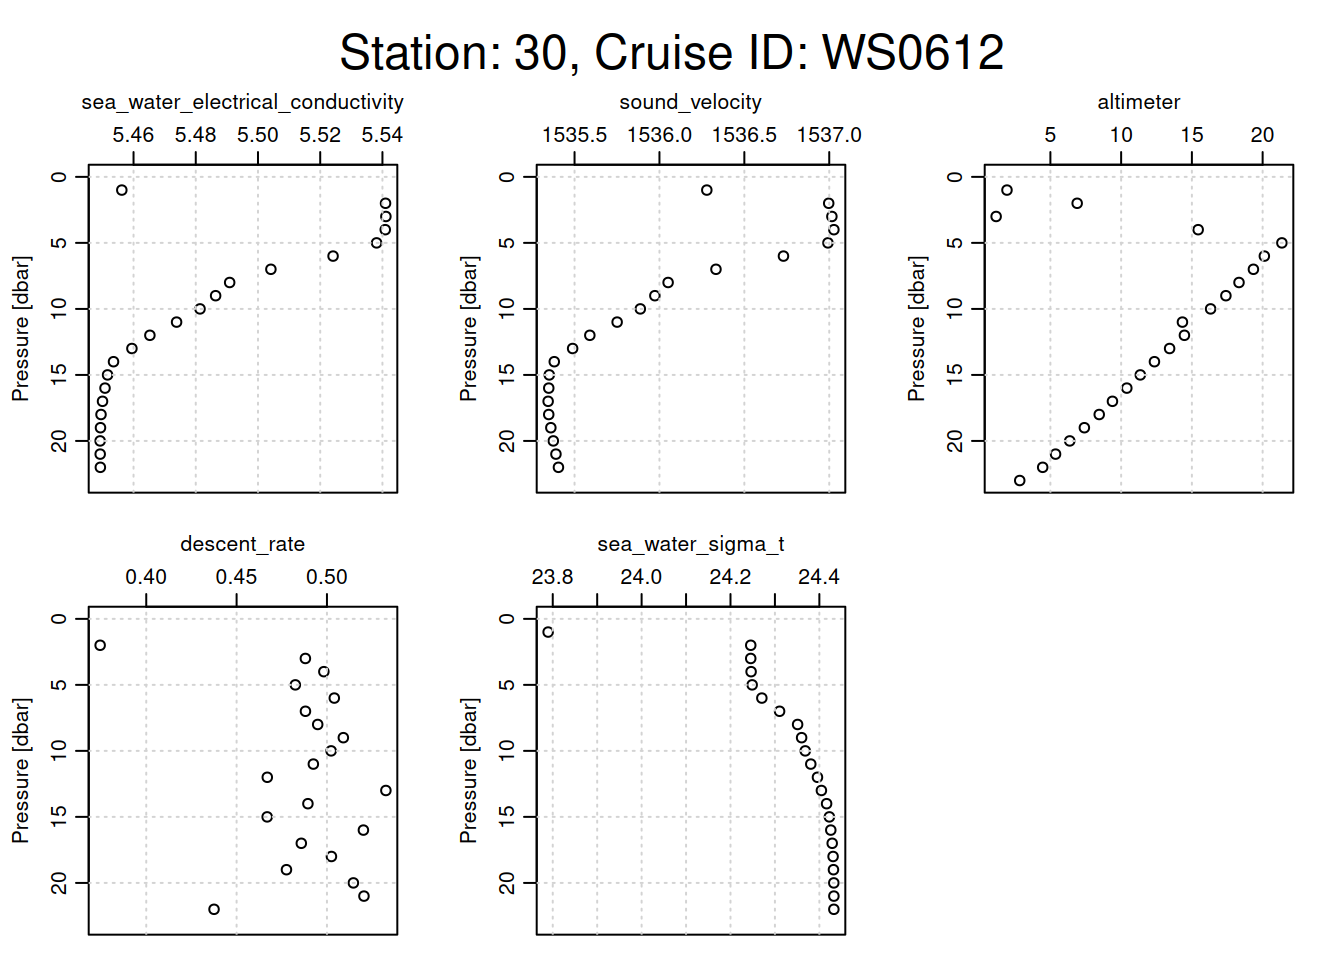 Station: 30, Cruise ID: WS0612
sea_water_electrical_conductivity
5.46 5.48 5.50 5.52 5.54
Pressure [dbar]
0
5
10
15
20
sound_velocity
1535.5 1536.0 1536.5 1537.0
Pressure [dbar]
0
5
10
15
20
altimeter
5 10 15 20
Pressure [dbar]
0
5
10
15
20
descent_rate
0.40 0.45 0.50
Pressure [dbar]
0
5
10
15
20
sea_water_sigma_t
23.8 24.0 24.2 24.4
Pressure [dbar]
0
5
10
15
20